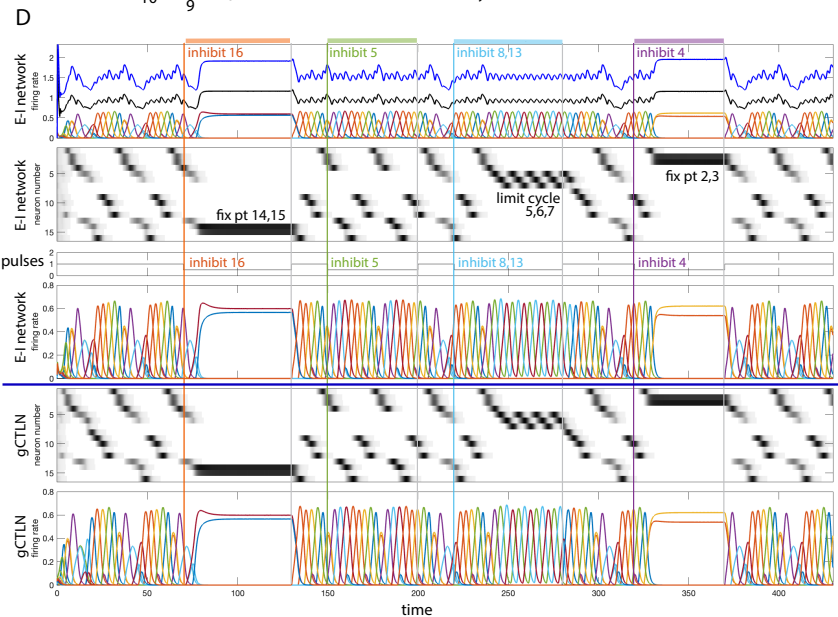 10
9
D
inhibit 16
inhibit 5
inhibit 8,13
inhibit 4
E-I network
firing rate
2
1.5
1
0.5
0
E-I network
neuron number
5
10
15
fix pt 14,15
limit cycle
5,6,7
fix pt 2,3
pulses
2
1
0
inhibit 16
inhibit 5
inhibit 8,13
inhibit 4
E-I network
firing rate
0.8
0.6
0.4
0.2
0
gCTLN
neuron number
5
10
15
gCTLN
firing rate
0.8
0.6
0.4
0.2
0
0
50
100
150
200
250
300
350
400
time